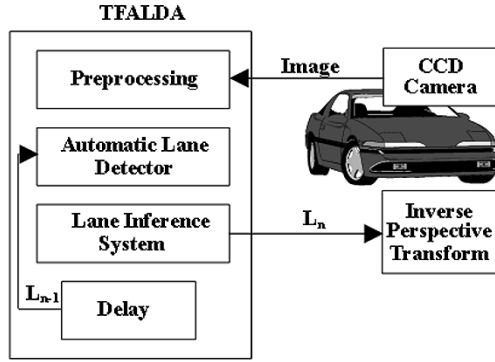 TFALDA
Preprocessing
Image
CCD
Camera
Automatic Lane
Detector
Lane Inference
System
Ln
Inverse
Perspective
Transform
Ln-1
Delay